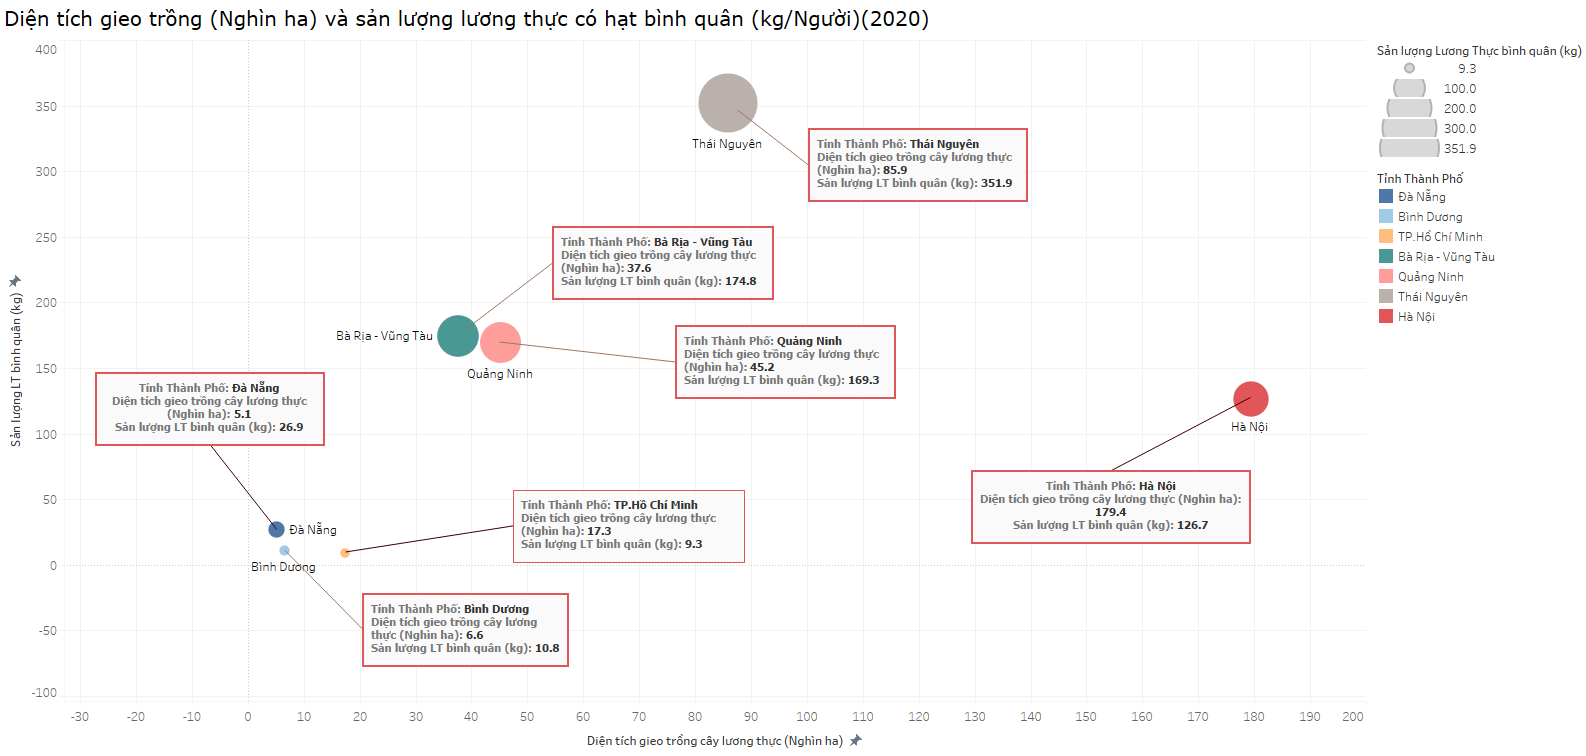 Diện tích gieo trồng (Nghìn ha) và sản lượng lương thực có hạt bình quân (kg/Người)(2020)
400
350
300
250
200
150
100
50
0
-50
-100
Sản lượng LT bình quân (kg)
-30
-20
-10
0
10
20
30
40
50
60
70
80
90
100
110
120
130
140
150
160
170
180
190
200
Diện tích gieo trồng cây lương thực (Nghìn ha)
Thái Nguyên
Tỉnh Thành Phố: Thái Nguyên
Diện tích gieo trồng cây lương thực
(Nghìn ha): 85.9
Sản lượng LT bình quân (kg): 351.9
Tỉnh Thành Phố: Bà Rịa - Vũng Tàu
Diện tích gieo trồng cây lương thực
(Nghìn ha): 37.6
Sản lượng LT bình quân (kg): 174.8
Bà Rịa - Vũng Tàu
Quảng Ninh
Tỉnh Thành Phố: Quảng Ninh
Diện tích gieo trồng cây lương thực
(Nghìn ha): 45.2
Sản lượng LT bình quân (kg): 169.3
Tỉnh Thành Phố: Đà Nẵng
Diện tích gieo trồng cây lương thực
(Nghìn ha): 5.1
Sản lượng LT bình quân (kg): 26.9
Hà Nội
Tỉnh Thành Phố: Hà Nội
Diện tích gieo trồng cây lương thực (Nghìn ha):
179.4
Sản lượng LT bình quân (kg): 126.7
Đà Nẵng
Tỉnh Thành Phố: TP.Hồ Chí Minh
Diện tích gieo trồng cây lương thực
(Nghìn ha): 17.3
Sản lượng LT bình quân (kg): 9.3
Bình Dương
Tỉnh Thành Phố: Bình Dương
Diện tích gieo trồng cây lương
thực (Nghìn ha): 6.6
Sản lượng LT bình quân (kg): 10.8
Sản lượng Lương Thực bình quân (kg)
9.3
100.0
200.0
300.0
351.9
Tỉnh Thành Phố
Đà Nẵng
Bình Dương
TP.Hồ Chí Minh
Bà Rịa - Vũng Tàu
Quảng Ninh
Thái Nguyên
Hà Nội